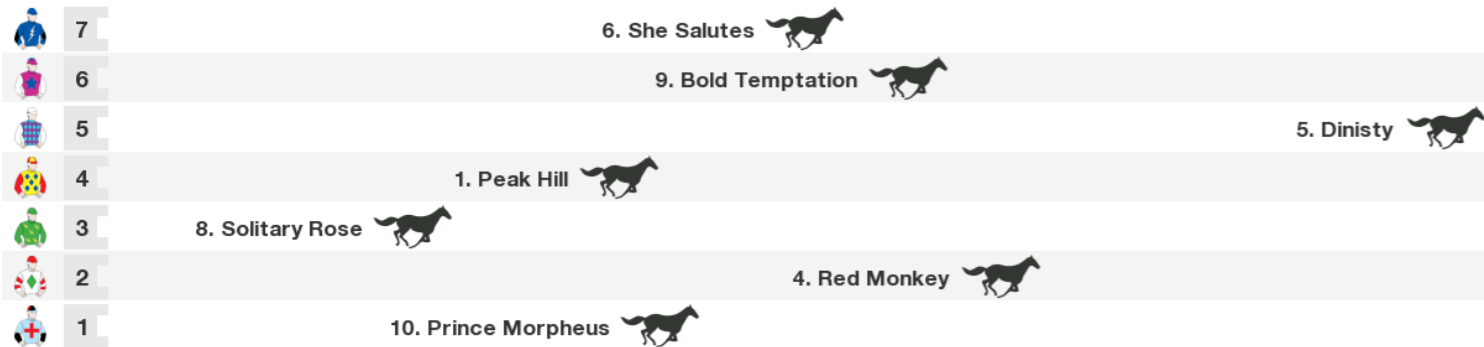 7 6. She Salutes
6 9. Bold Temptation
5 5. Dinisty
4 1. Peak Hill
3 8. Solitary Rose
2 4. Red Monkey
1 10. Prince Morpheus